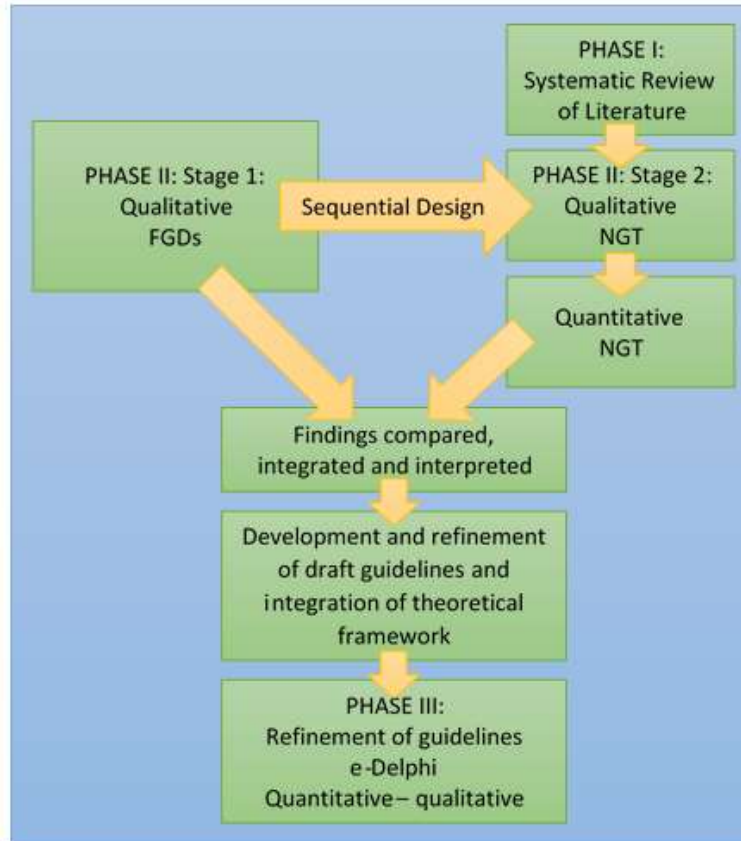 PHASE I:
Systematic Review
of Literature
PHASE II: Stage 1:
Qualitative
FGDs
Sequential Design
PHASE II: Stage 2:
Qualitative
NGT
Quantitative
NGT
Findings compared,
integrated and interpreted
Development and refinement
of draft guidelines and
integration of theoretical
framework
PHASE III:
Refinement of guidelines
e-Delphi
Quantitative – qualitative